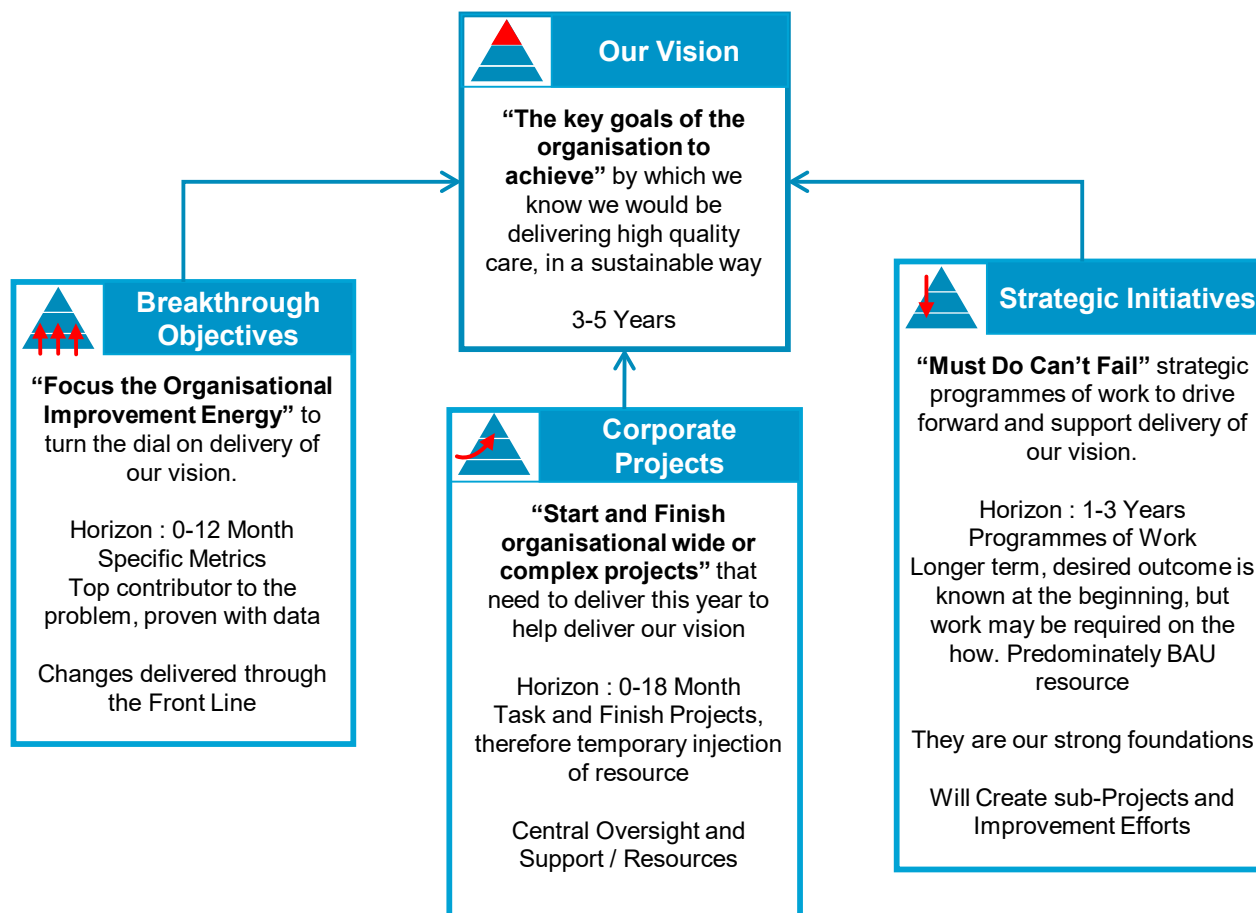 Our Vision
“The key goals of the
organisation to
achieve” by which we
know we would be
delivering high quality
care, in a sustainable way
3-5 Years
Breakthrough
Objectives
“Focus the Organisational
Improvement Energy” to
turn the dial on delivery of
our vision.
Horizon : 0-12 Month
Specific Metrics
Top contributor to the
problem, proven with data
Changes delivered through
the Front Line
Corporate
Projects
“Start and Finish
organisational wide or
complex projects” that
need to deliver this year to
help deliver our vision
Horizon : 0-18 Month
Task and Finish Projects,
therefore temporary injection
of resource
Central Oversight and
Support / Resources
Strategic Initiatives
“Must Do Can’t Fail” strategic
programmes of work to drive
forward and support delivery of
our vision.
Horizon : 1-3 Years
Programmes of Work
Longer term, desired outcome is
known at the beginning, but
work may be required on the
how. Predominately BAU
resource
They are our strong foundations
Will Create sub-Projects and
Improvement Efforts